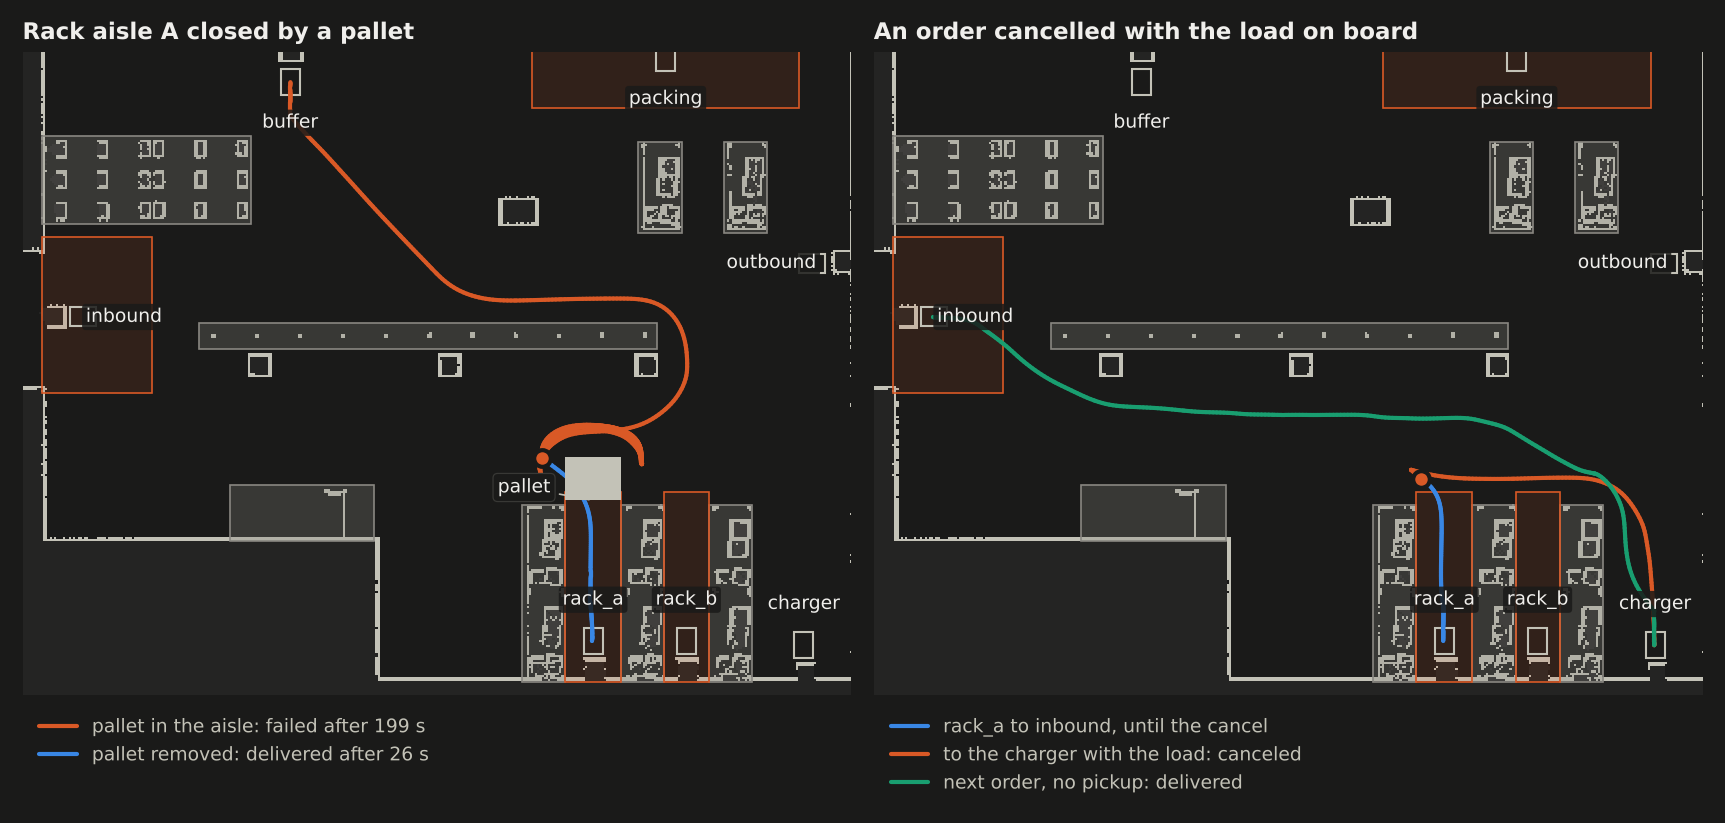 Rack aisle A closed by a pallet
packing
buffer
outbound
inbound
pallet
rack_a
rack_b
charger
pallet in the aisle: failed after 199 s
pallet removed: delivered after 26 s
An order cancelled with the load on board
packing
buffer
outbound
inbound
rack_a
rack_b
charger
rack_a to inbound, until the cancel
to the charger with the load: canceled
next order, no pickup: delivered